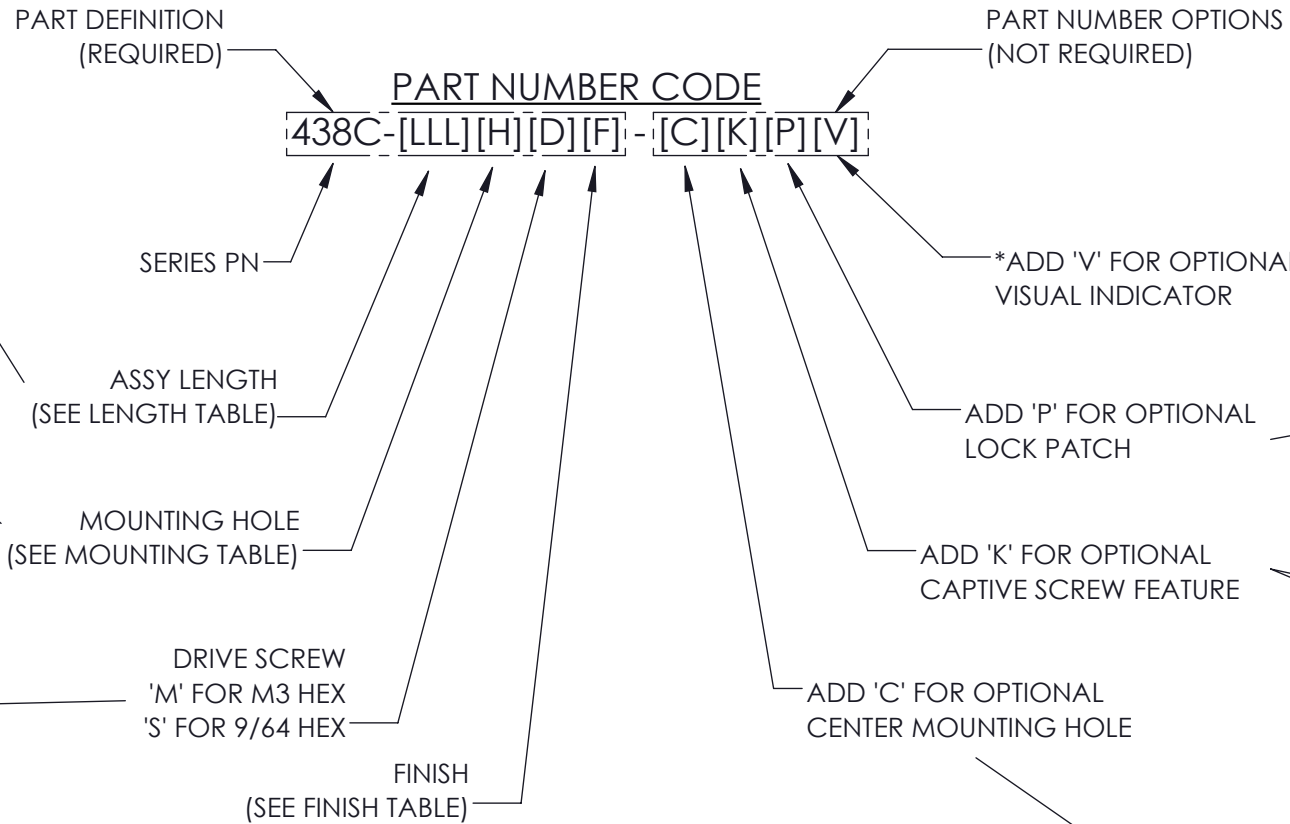 PART DEFINITION
(REQUIRED)
PART NUMBER OPTIONS
(NOT REQUIRED)
PART NUMBER CODE
438C-[LLL][H][D][F] - [C][K][P][V]
SERIES PN
*ADD 'V' FOR OPTIONAL
VISUAL INDICATOR
ASSY LENGTH
(SEE LENGTH TABLE)
ADD 'P' FOR OPTIONAL
LOCK PATCH
MOUNTING HOLE
(SEE MOUNTING TABLE)
ADD 'K' FOR OPTIONAL
CAPTIVE SCREW FEATURE
DRIVE SCREW
'M' FOR M3 HEX
'S' FOR 9/64 HEX
ADD 'C' FOR OPTIONAL
CENTER MOUNTING HOLE
FINISH
(SEE FINISH TABLE)